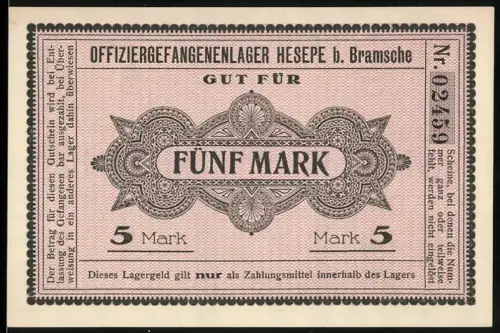 OFFIZIERGEFANGENENLAGER HESEPE b. Bramsche
GUT FÜR
FÜNF MARK
5 Mark
Mark 5
Dieses Lagergeld gilt nur als Zahlungsmittel innerhalb des Lagers
Der Betrag für diesen Gutschein wird bei Ent-
lassung des Gefangenen bar ausgezahlt, bei Über-
weisung in ein anderes Lager dahin überwiesen
Nr. 02459
Scheine, bei denen die Num-
mer ganz oder teilweise
fehlt, werden nicht eingelöst